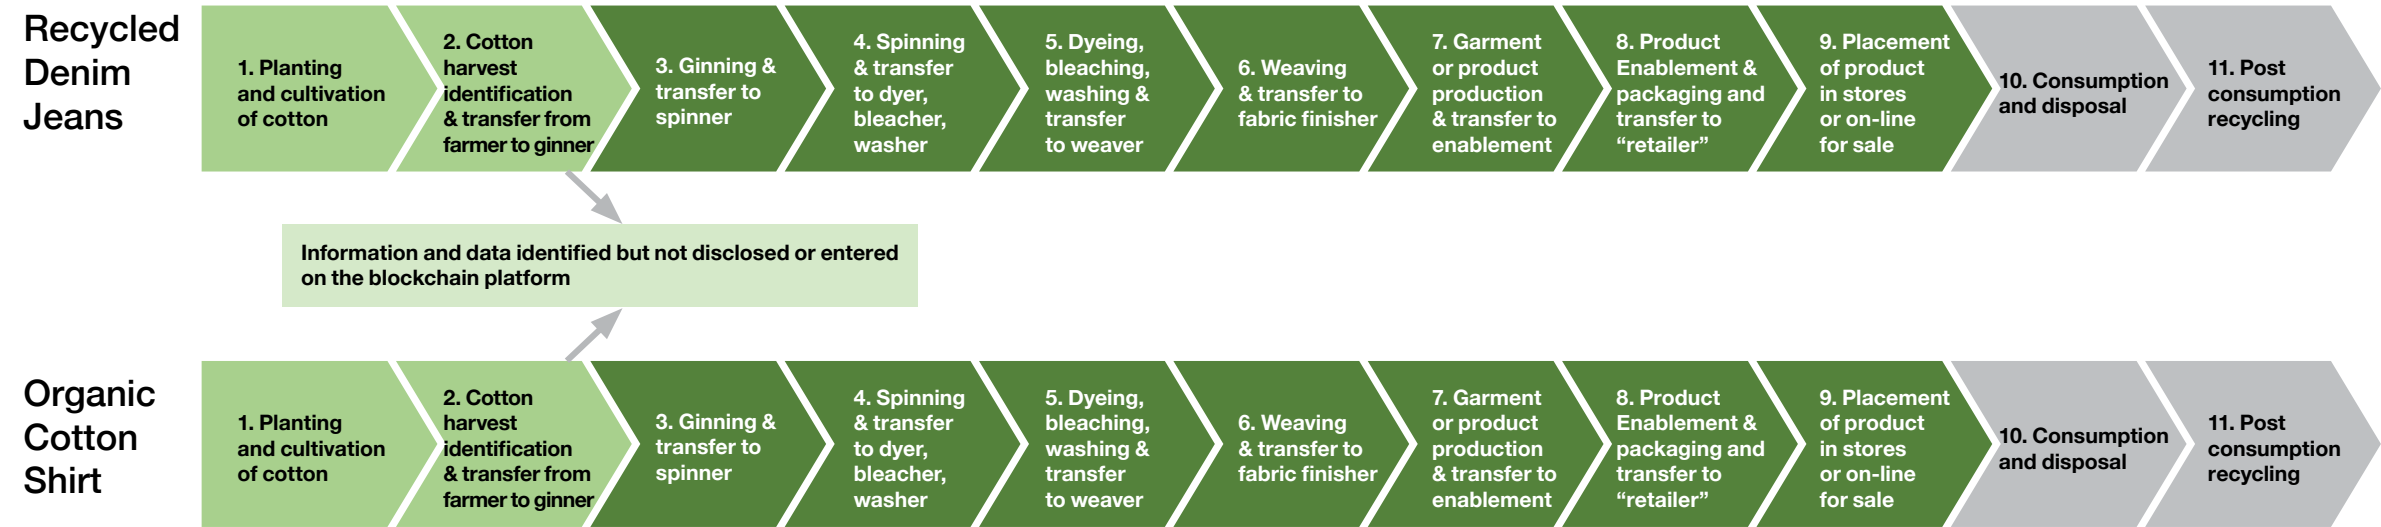 Recycled
Denim
Jeans
1. Planting
and cultivation
of cotton
2. Cotton
harvest
identification
& transfer from
farmer to ginner
3. Ginning &
transfer to
spinner
4. Spinning
& transfer
to dyer,
bleacher,
washer
5. Dyeing,
bleaching,
washing &
transfer
to weaver
6. Weaving
& transfer to
fabric finisher
7. Garment
or product
production
& transfer to
enablement
8. Product
Enablement &
packaging and
transfer to
“retailer”
9. Placement
of product
in stores
or on-line
for sale
10. Consumption
and disposal
11. Post
consumption
recycling
Information and data identified but not disclosed or entered
on the blockchain platform
Organic
Cotton
Shirt
1. Planting
and cultivation
of cotton
2. Cotton
harvest
identification
& transfer from
farmer to ginner
3. Ginning &
transfer to
spinner
4. Spinning
& transfer
to dyer,
bleacher,
washer
5. Dyeing,
bleaching,
washing &
transfer
to weaver
6. Weaving
& transfer to
fabric finisher
7. Garment
or product
production
& transfer to
enablement
8. Product
Enablement &
packaging and
transfer to
“retailer”
9. Placement
of product
in stores
or on-line
for sale
10. Consumption
and disposal
11. Post
consumption
recycling